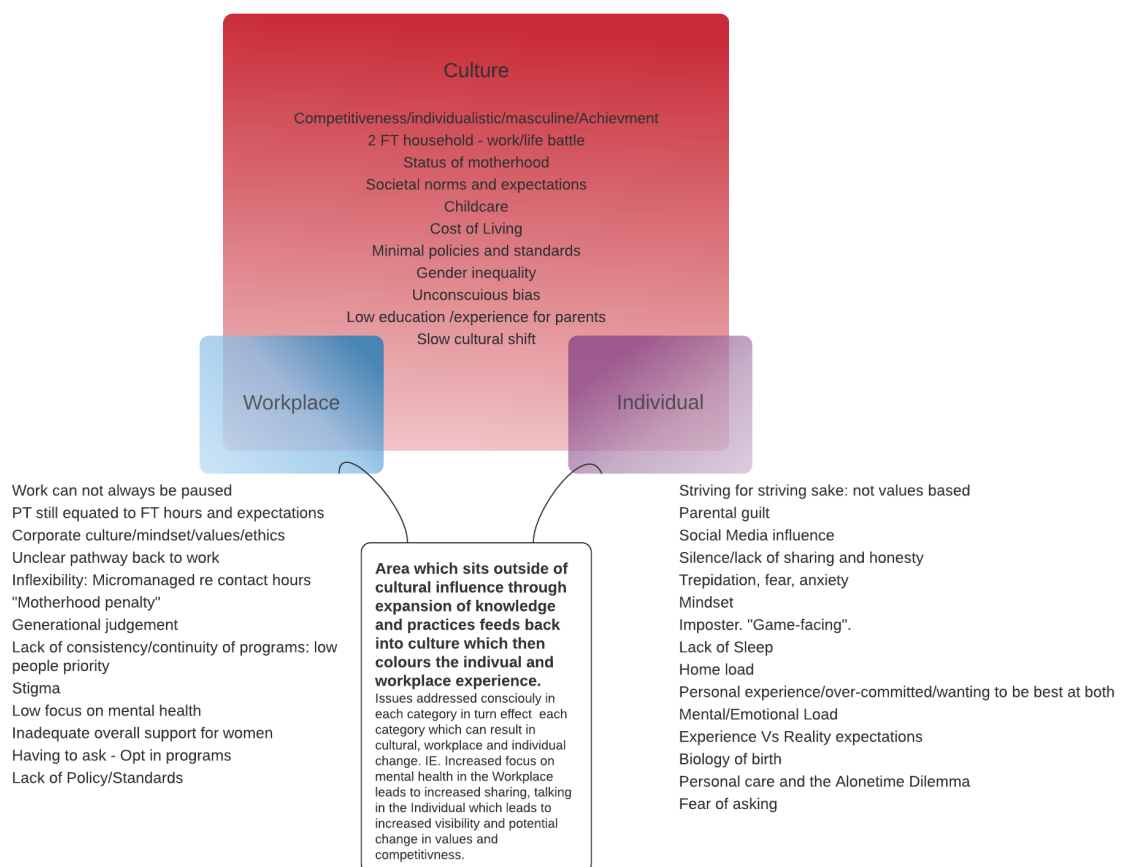 Culture
Competitiveness/individualistic/masculine/Achievment
2 FT household - work/life battle
Status of motherhood
Societal norms and expectations
Childcare
Cost of Living
Minimal policies and standards
Gender inequality
Unconscuious bias
Low education /experience for parents
Slow cultural shift
Workplace
Individual
Work can not always be paused
PT still equated to FT hours and expectations
Corporate culture/mindset/values/ethics
Unclear pathway back to work
Inflexibility: Micromanaged re contact hours
"Motherhood penalty"
Generational judgement
Lack of consistency/continuity of programs: low
people priority
Stigma
Low focus on mental health
Inadequate overall support for women
Having to ask - Opt in programs
Lack of Policy/Standards
Area which sits outside of
cultural influence through
expansion of knowledge
and practices feeds back
into culture which then
colours the indivual and
workplace experience.
Issues addressed consciouly in
each category in turn effect  each
category which can result in
cultural, workplace and individual
change. IE. Increased focus on
mental health in the Workplace
leads to increased sharing, talking
in the Individual which leads to
increased visibility and potential
change in values and
competitivness.
Striving for striving sake: not values based
Parental guilt
Social Media influence
Silence/lack of sharing and honesty
Trepidation, fear, anxiety
Mindset
Imposter. "Game-facing".
Lack of Sleep
Home load
Personal experience/over-committed/wanting to be best at both
Mental/Emotional Load
Experience Vs Reality expectations
Biology of birth
Personal care and the Alonetime Dilemma
Fear of asking